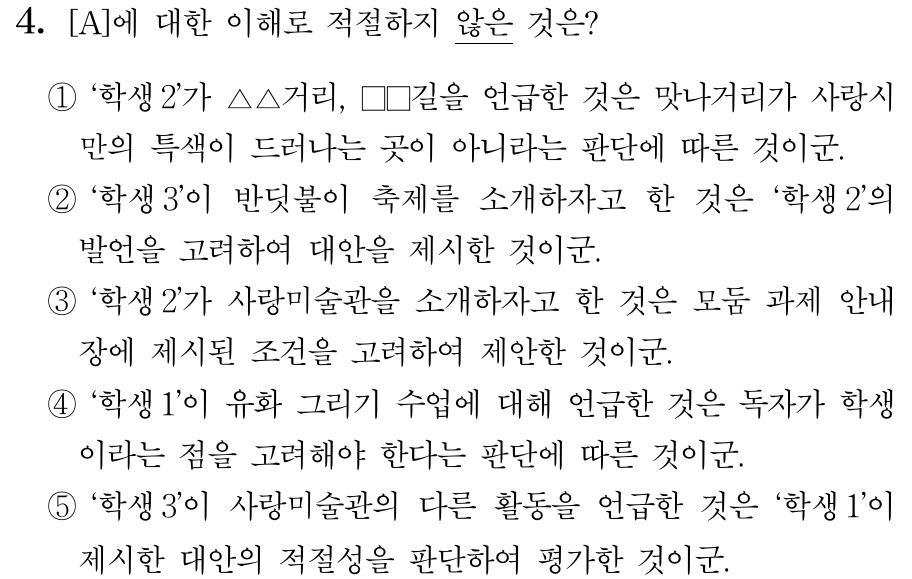 4. [A]에 대한 이해로 적절하지 않은 것은?
① ‘학생 2’가 △△거리, □□길을 언급한 것은 맛나거리가 사랑시
만의 특색이 드러나는 곳이 아니라는 판단에 따른 것이군.
② ‘학생 3’이 반딧불이 축제를 소개하자고 한 것은 ‘학생 2’의
발언을 고려하여 대안을 제시한 것이군.
③ ‘학생 2’가 사랑미술관을 소개하자고 한 것은 모둠 과제 안내
장에 제시된 조건을 고려하여 제안한 것이군.
④ ‘학생 1’이 유화 그리기 수업에 대해 언급한 것은 독자가 학생
이라는 점을 고려해야 한다는 판단에 따른 것이군.
⑤ ‘학생 3’이 사랑미술관의 다른 활동을 언급한 것은 ‘학생 1’이
제시한 대안의 적절성을 판단하여 평가한 것이군.